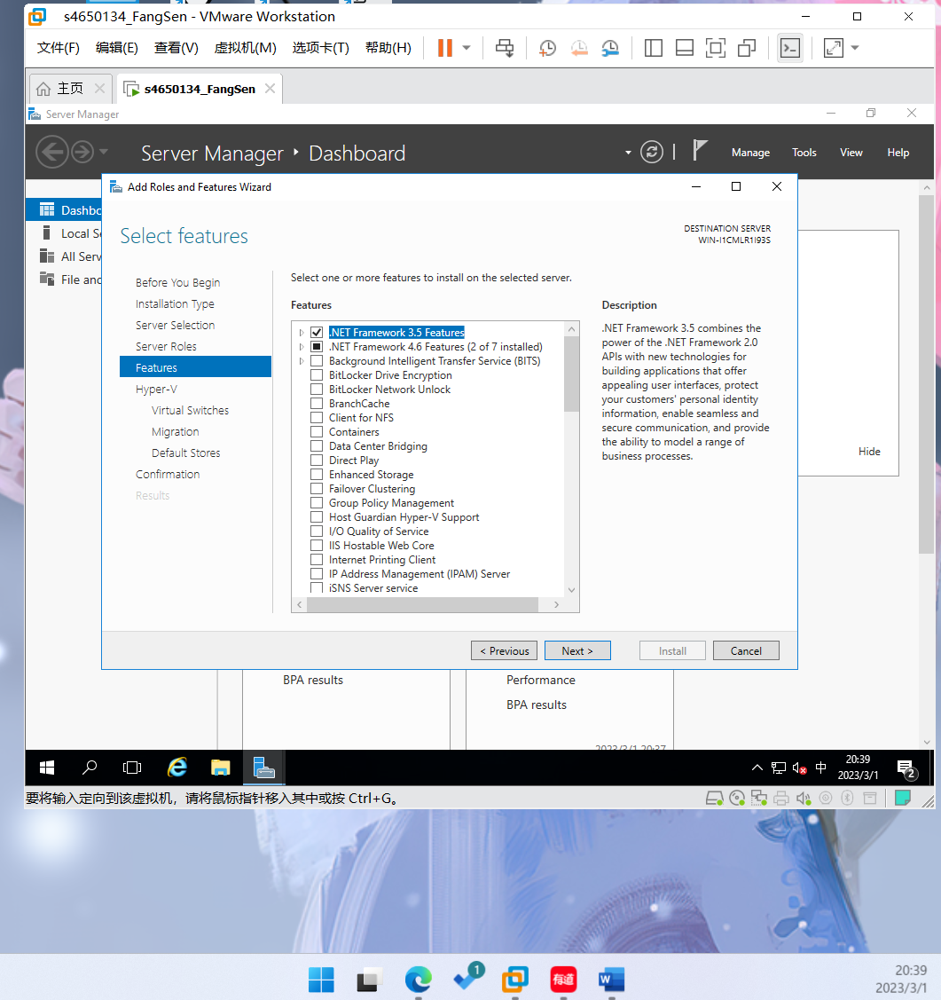 s4650134_FangSen - VMware Workstation
文件(F) 编辑(E) 查看(V) 虚拟机(M) 选项卡(T) 帮助(H)
主页
s4650134_FangSen
Server Manager
Server Manager Dashboard
Manage Tools View Help
Add Roles and Features Wizard
Dashbo
Local Se
All Serv
File and
Select features
DESTINATION SERVER
WIN-I1CMLR1I93S
Before You Begin
Installation Type
Server Selection
Server Roles
Features
Hyper-V
Virtual Switches
Migration
Default Stores
Confirmation
Results
Select one or more features to install on the selected server.
Features
.NET Framework 3.5 Features
.NET Framework 4.6 Features (2 of 7 installed)
Background Intelligent Transfer Service (BITS)
BitLocker Drive Encryption
BitLocker Network Unlock
BranchCache
Client for NFS
Containers
Data Center Bridging
Direct Play
Enhanced Storage
Failover Clustering
Group Policy Management
Host Guardian Hyper-V Support
I/O Quality of Service
IIS Hostable Web Core
Internet Printing Client
IP Address Management (IPAM) Server
iSNS Server service
Description
.NET Framework 3.5 combines the
power of the .NET Framework 2.0
APIs with new technologies for
building applications that offer
appealing user interfaces, protect
your customers' personal identity
information, enable seamless and
secure communication, and provide
the ability to model a range of
business processes.
Hide
< Previous
Next >
Install
Cancel
BPA results
Performance
BPA results
2023/3/1 20:37
中
20:39
2023/3/1
2
要将输入定向到该虚拟机，请将鼠标指针移入其中或按 Ctrl+G。
1
有道
W
20:39
2023/3/1